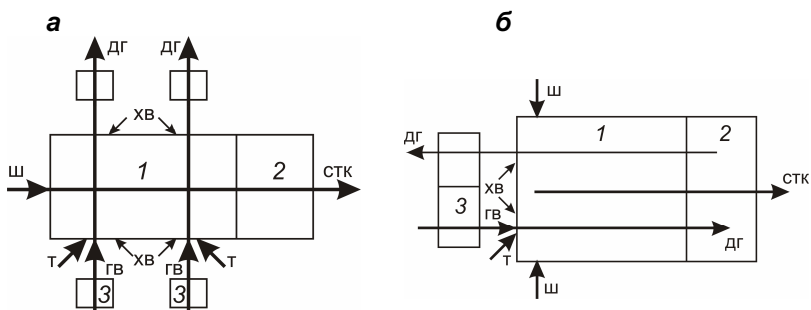 а
б
дг
дг
хв
ш
1
2
стк
т
гв
хв
гв
т
3
3
ш
дг
1
2
хв
3
гв
стк
т
дг
ш